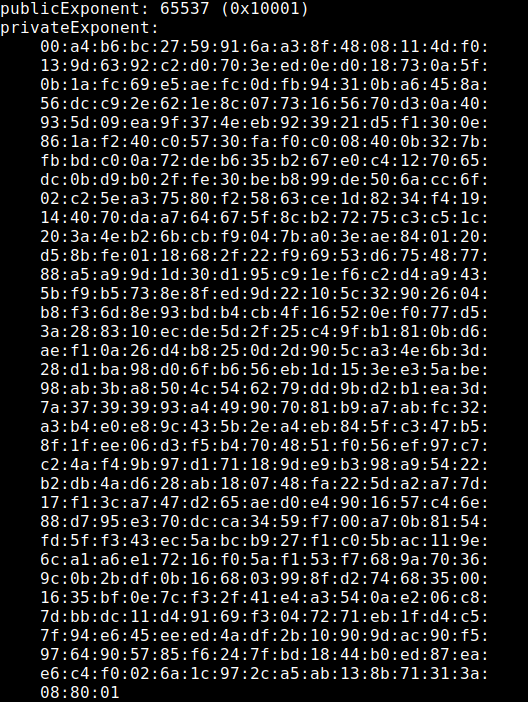 publicExponent: 65537 (0x10001)
privateExponent:
00:a4:b6:bc:27:59:91:6a:a3:8f:48:08:11:4d:f0:
13:9d:63:92:c2:d0:70:3e:ed:0e:d0:18:73:0a:5f:
0b:1a:fc:69:e5:ae:fc:0d:fb:94:31:0b:a6:45:8a:
56:dc:c9:2e:62:1e:8c:07:73:16:56:70:d3:0a:40:
93:5d:09:ea:9f:37:4e:eb:92:39:21:d5:f1:30:0e:
86:1a:f2:40:c0:57:30:fa:f0:c0:08:40:0b:32:7b:
fb:bd:c0:0a:72:de:b6:35:b2:67:e0:c4:12:70:65:
dc:0b:d9:b0:2f:fe:30:be:b8:99:de:50:6a:cc:6f:
02:c2:5e:a3:75:80:f2:58:63:ce:1d:82:34:f4:19:
14:40:70:da:a7:64:67:5f:8c:b2:72:75:c3:c5:1c:
20:3a:4e:b2:6b:cb:f9:04:7b:a0:3e:ae:84:01:20:
d5:8b:fe:01:18:68:2f:22:f9:69:53:d6:75:48:77:
88:a5:a9:9d:1d:30:d1:95:c9:1e:f6:c2:d4:a9:43:
5b:f9:b5:73:8e:8f:ed:9d:22:10:5c:32:90:26:04:
b8:f3:6d:8e:93:bd:b4:cb:4f:16:52:0e:f0:77:d5:
3a:28:83:10:ec:de:5d:2f:25:c4:9f:b1:81:0b:d6:
ae:f1:0a:26:d4:b8:25:0d:2d:90:5c:a3:4e:6b:3d:
28:d1:ba:98:d0:6f:b6:56:eb:1d:15:3e:e3:5a:be:
98:ab:3b:a8:50:4c:54:62:79:dd:9b:d2:b1:ea:3d:
7a:37:39:39:93:a4:49:90:70:81:b9:a7:ab:fc:32:
a3:b4:e0:e8:9c:43:5b:2e:a4:eb:84:5f:c3:47:b5:
8f:1f:ee:06:d3:f5:b4:70:48:51:f0:56:ef:97:c7:
c2:4a:f4:9b:97:d1:71:18:9d:e9:b3:98:a9:54:22:
b2:db:4a:d6:28:ab:18:07:48:fa:22:5d:a2:a7:7d:
17:f1:3c:a7:47:d2:65:ae:d0:e4:90:16:57:c4:6e:
88:d7:95:e3:70:dc:ca:34:59:f7:00:a7:0b:81:54:
fd:5f:f3:43:ec:5a:bc:b9:27:f1:c0:5b:ac:11:9e:
6c:a1:a6:e1:72:16:f0:5a:f1:53:f7:68:9a:70:36:
9c:0b:2b:df:0b:16:68:03:99:8f:d2:74:68:35:00:
16:35:bf:0e:7c:f3:2f:41:e4:a3:54:0a:e2:06:c8:
7d:bb:dc:11:d4:91:69:f3:04:72:71:eb:1f:d4:c5:
7f:94:e6:45:ee:ed:4a:df:2b:10:90:9d:ac:90:f5:
97:64:90:57:85:f6:24:7f:bd:18:44:b0:ed:87:ea:
e6:c4:f0:02:6a:1c:97:2c:a5:ab:13:8b:71:31:3a:
08:80:01